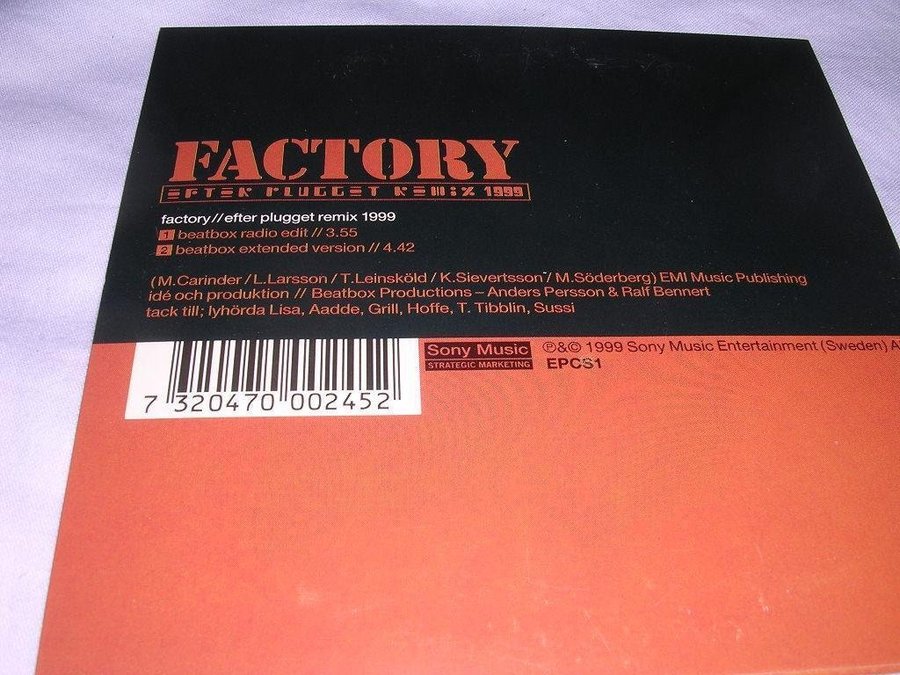 FACTORY
EFTER PLUGGET REMIX 1999
factory//efter plugget remix 1999
1 beatbox radio edit // 3.55
2 beatbox extended version // 4.42
(M.Carinder/L.Larsson/T.Leinsköld/K.Sievertsson/M.Söderberg) EMI Music Publishing
idé och produktion // Beatbox Productions – Anders Persson & Ralf Bennert
tack till; lyhörda Lisa, Aadde, Grill, Hoffe, T. Tibblin, Sussi
Sony Music ℗&© 1999 Sony Music Entertainment (Sweden) A
STRATEGIC MARKETING EPCS1
7 320470 002452